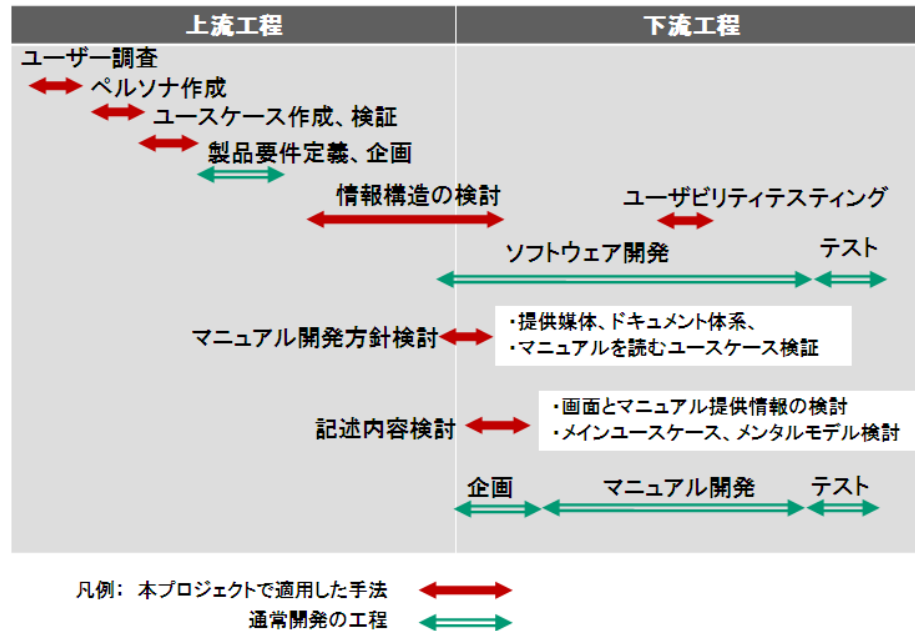 上流工程
下流工程
ユーザー調査
ペルソナ作成
ユースケース作成、検証
製品要件定義、企画
情報構造の検討
ユーザビリティテスティング
ソフトウェア開発
テスト
マニュアル開発方針検討
・提供媒体、ドキュメント体系、
・マニュアルを読むユースケース検証
記述内容検討
・画面とマニュアル提供情報の検討
・メインユースケース、メンタルモデル検討
企画
マニュアル開発
テスト
凡例： 本プロジェクトで適用した手法
通常開発の工程